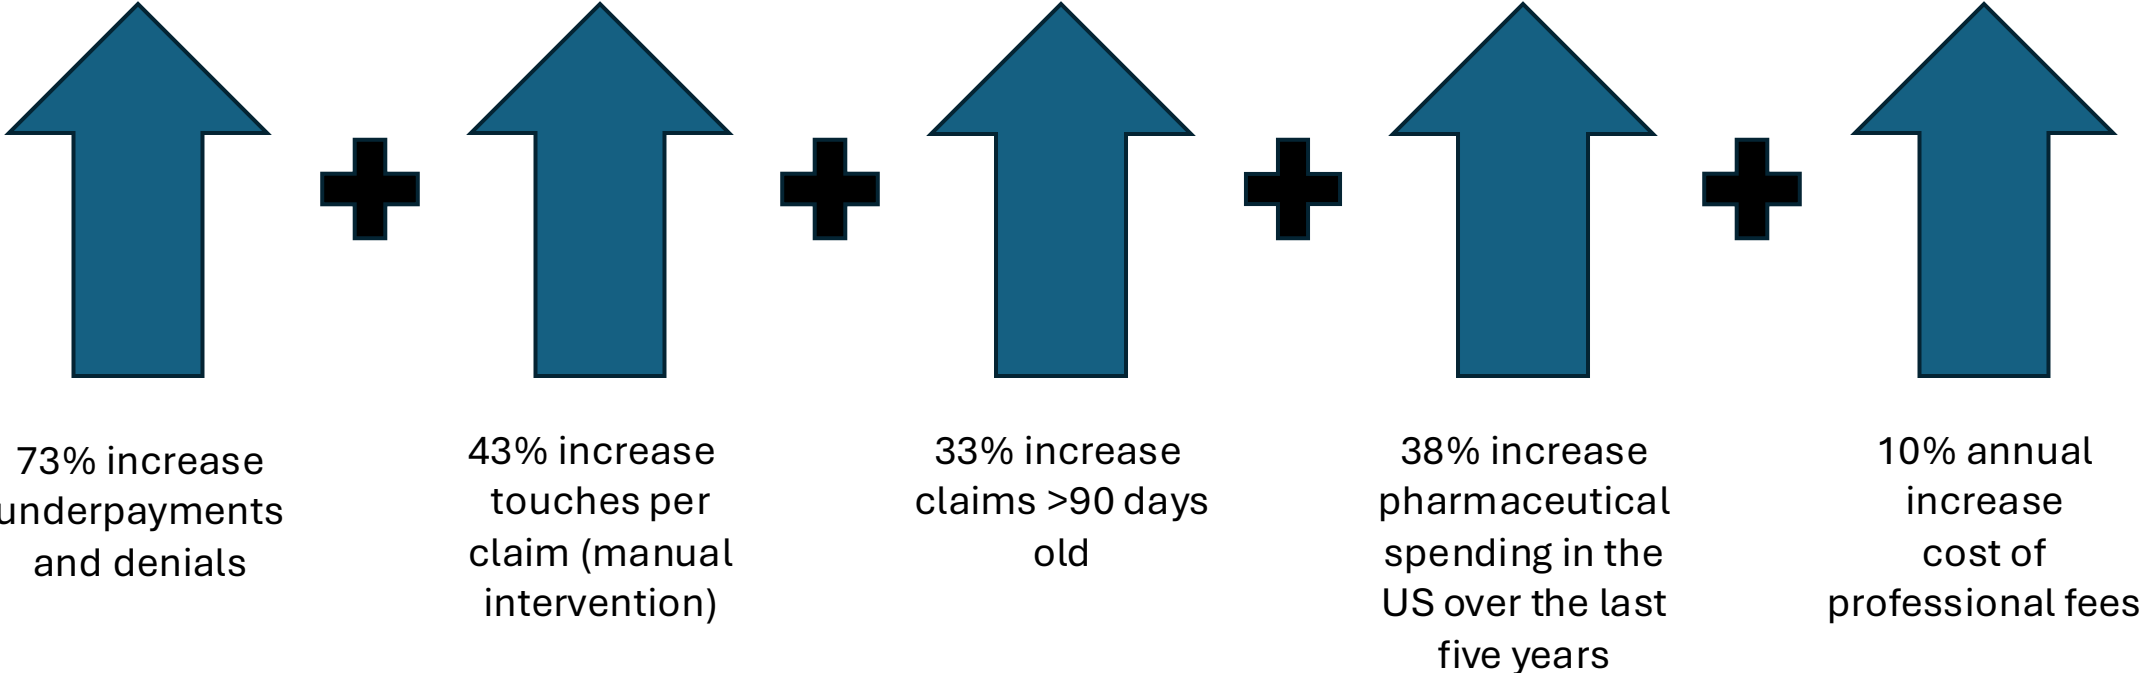 73% increase
underpayments
and denials
43% increase
touches per
claim (manual
intervention)
33% increase
claims >90 days
old
38% increase
pharmaceutical
spending in the
US over the last
five years
10% annual
increase
cost of
professional fees